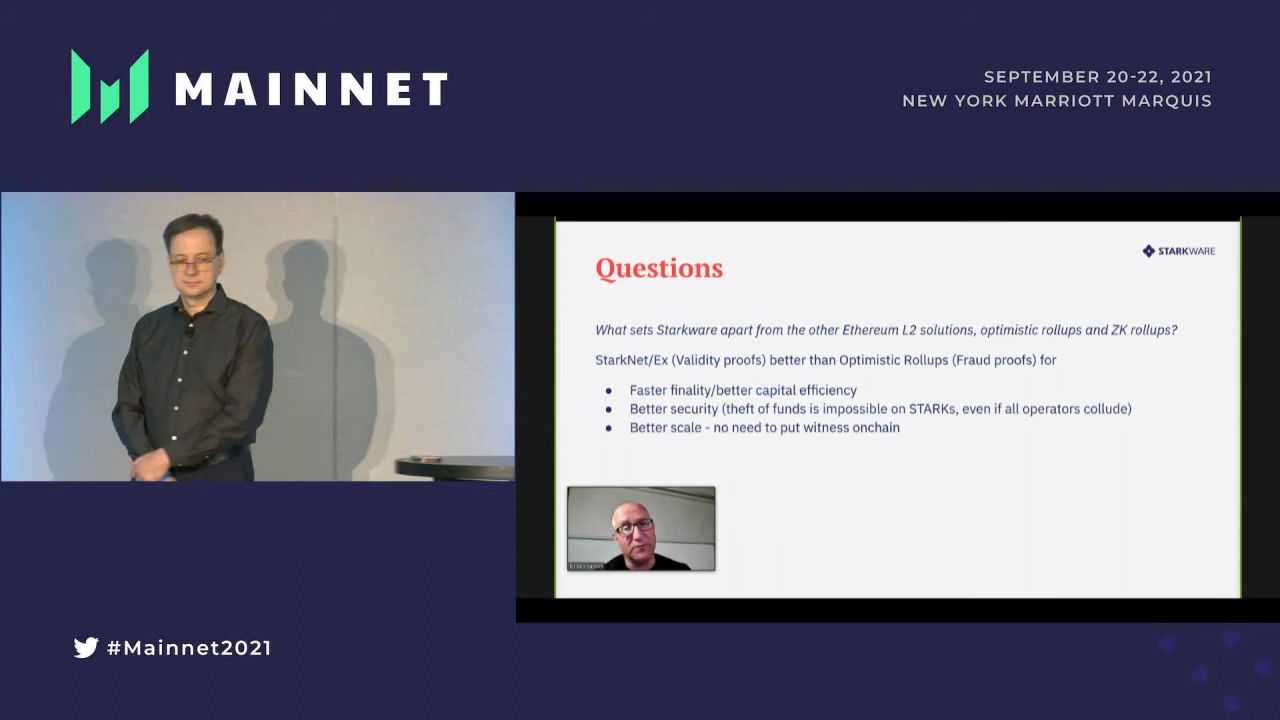 MAINNET
SEPTEMBER 20-22, 2021
NEW YORK MARRIOTT MARQUIS
STARKWARE
Questions
What sets Starkware apart from the other Ethereum L2 solutions, optimistic rollups and ZK rollups?
StarkNet/Ex (Validity proofs) better than Optimistic Rollups (Fraud proofs) for
● Faster finality/better capital efficiency
● Better security (theft of funds is impossible on STARKs, even if all operators collude)
● Better scale - no need to put witness onchain
#Mainnet2021